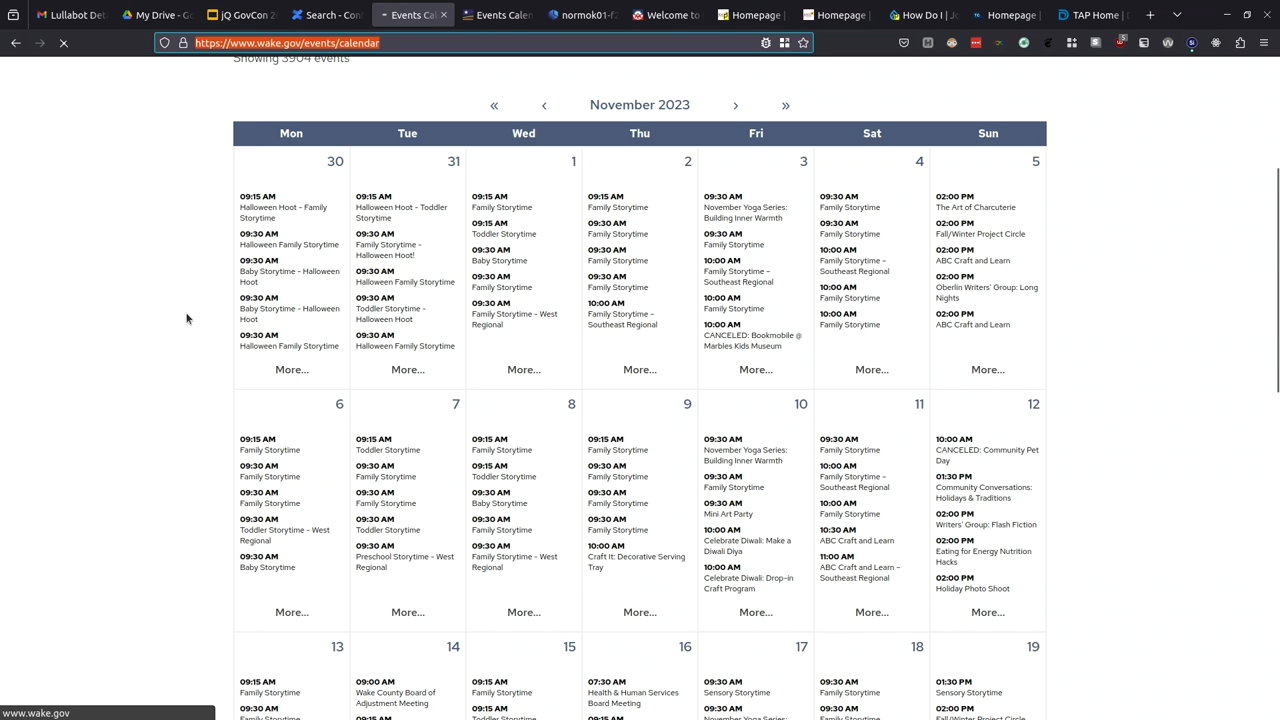 Lullabot Det
My Drive - Go
jQ GovCon 2
Search - Con
Events Cal
Events Calen
normok01-f2
Welcome to
Homepage |
Homepage |
How Do I | Jo
Homepage |
TAP Home |
https://www.wake.gov/events/calendar
Showing 3904 events
« ‹ November 2023 › »
Mon Tue Wed Thu Fri Sat Sun
30
09:15 AM
Halloween Hoot - Family
Storytime
09:30 AM
Halloween Family Storytime
09:30 AM
Baby Storytime - Halloween
Hoot
09:30 AM
Baby Storytime - Halloween
Hoot
09:30 AM
Halloween Family Storytime
More...
31
09:15 AM
Halloween Hoot - Toddler
Storytime
09:30 AM
Family Storytime -
Halloween Hoot!
09:30 AM
Halloween Family Storytime
09:30 AM
Toddler Storytime -
Halloween Hoot
09:30 AM
Halloween Family Storytime
More...
1
09:15 AM
Family Storytime
09:15 AM
Toddler Storytime
09:30 AM
Baby Storytime
09:30 AM
Family Storytime
09:30 AM
Family Storytime - West
Regional
More...
2
09:15 AM
Family Storytime
09:30 AM
Family Storytime
09:30 AM
Family Storytime
09:30 AM
Family Storytime
10:00 AM
Family Storytime –
Southeast Regional
More...
3
09:30 AM
November Yoga Series:
Building Inner Warmth
09:30 AM
Family Storytime
10:00 AM
Family Storytime –
Southeast Regional
10:00 AM
Family Storytime
10:00 AM
CANCELED: Bookmobile @
Marbles Kids Museum
More...
4
09:30 AM
Family Storytime
09:30 AM
Family Storytime
10:00 AM
Family Storytime –
Southeast Regional
10:00 AM
Family Storytime
10:00 AM
Family Storytime
More...
5
02:00 PM
The Art of Charcuterie
02:00 PM
Fall/Winter Project Circle
02:00 PM
ABC Craft and Learn
02:00 PM
Oberlin Writers' Group: Long
Nights
02:00 PM
ABC Craft and Learn
More...
6
09:15 AM
Family Storytime
09:30 AM
Family Storytime
09:30 AM
Family Storytime
09:30 AM
Toddler Storytime - West
Regional
09:30 AM
Baby Storytime
More...
7
09:15 AM
Toddler Storytime
09:30 AM
Family Storytime
09:30 AM
Family Storytime
09:30 AM
Toddler Storytime
09:30 AM
Preschool Storytime - West
Regional
More...
8
09:15 AM
Family Storytime
09:15 AM
Toddler Storytime
09:30 AM
Baby Storytime
09:30 AM
Family Storytime
09:30 AM
Family Storytime - West
Regional
More...
9
09:15 AM
Family Storytime
09:30 AM
Family Storytime
09:30 AM
Family Storytime
09:30 AM
Family Storytime
10:00 AM
Craft It: Decorative Serving
Tray
More...
10
09:30 AM
November Yoga Series:
Building Inner Warmth
09:30 AM
Family Storytime
09:30 AM
Mini Art Party
10:00 AM
Celebrate Diwali: Make a
Diwali Diya
10:00 AM
Celebrate Diwali: Drop-in
Craft Program
More...
11
09:30 AM
Family Storytime
10:00 AM
Family Storytime –
Southeast Regional
10:00 AM
Family Storytime
10:30 AM
ABC Craft and Learn
11:00 AM
ABC Craft and Learn –
Southeast Regional
More...
12
10:00 AM
CANCELED: Community Pet
Day
01:30 PM
Community Conversations:
Holidays & Traditions
02:00 PM
Writers' Group: Flash Fiction
02:00 PM
Eating for Energy Nutrition
Hacks
02:00 PM
Holiday Photo Shoot
More...
13
09:15 AM
Family Storytime
09:30 AM
Family Storytime
14
09:00 AM
Wake County Board of
Adjustment Meeting
09:15 AM
15
09:15 AM
Family Storytime
09:15 AM
Toddler Storytime
16
07:30 AM
Health & Human Services
Board Meeting
09:15 AM
17
09:30 AM
Sensory Storytime
09:30 AM
November Yoga Series:
18
09:30 AM
Family Storytime
09:30 AM
Family Storytime
19
01:30 PM
Sensory Storytime
02:00 PM
Fall/Winter Project Circle
www.wake.gov